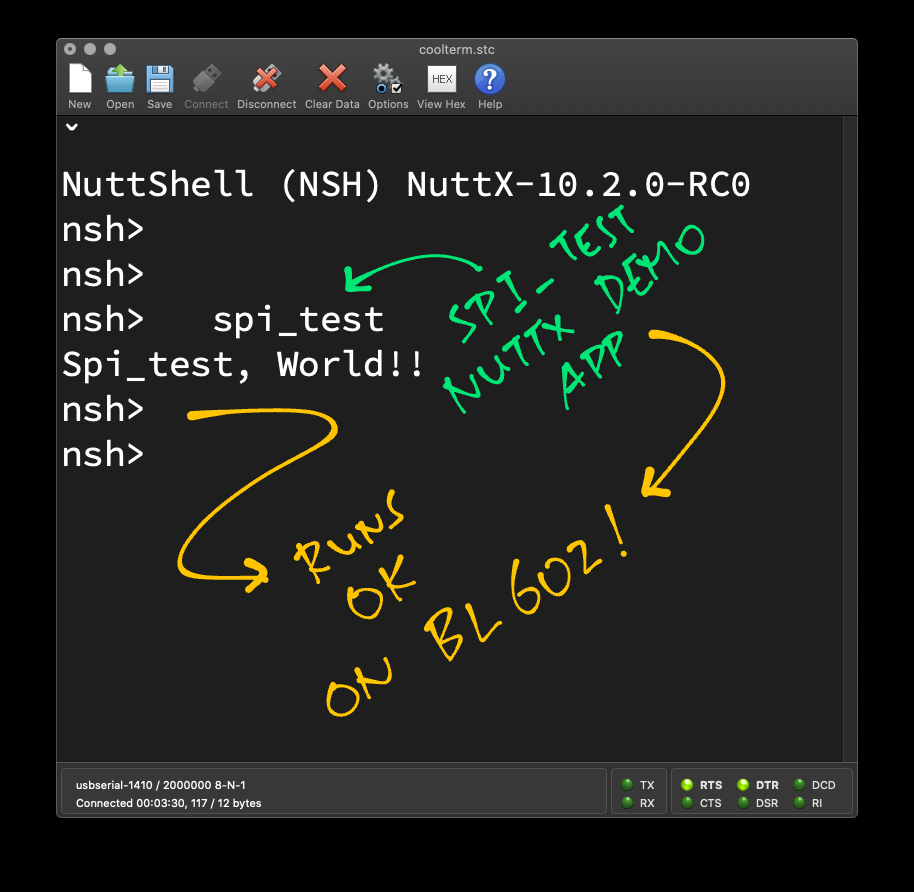 coolterm.stc
New Open Save Connect Disconnect Clear Data Options HEX View Hex ? Help
NuttShell (NSH) NuttX-10.2.0-RC0
nsh>
nsh>
nsh> spi_test
Spi_test, World!!
nsh>
nsh>
SPI_TEST
NUTTX DEMO
APP
RUNS
OK
ON BL602!
usbserial-1410 / 2000000 8-N-1
Connected 00:03:30, 117 / 12 bytes
TX RTS DTR DCD
RX CTS DSR RI